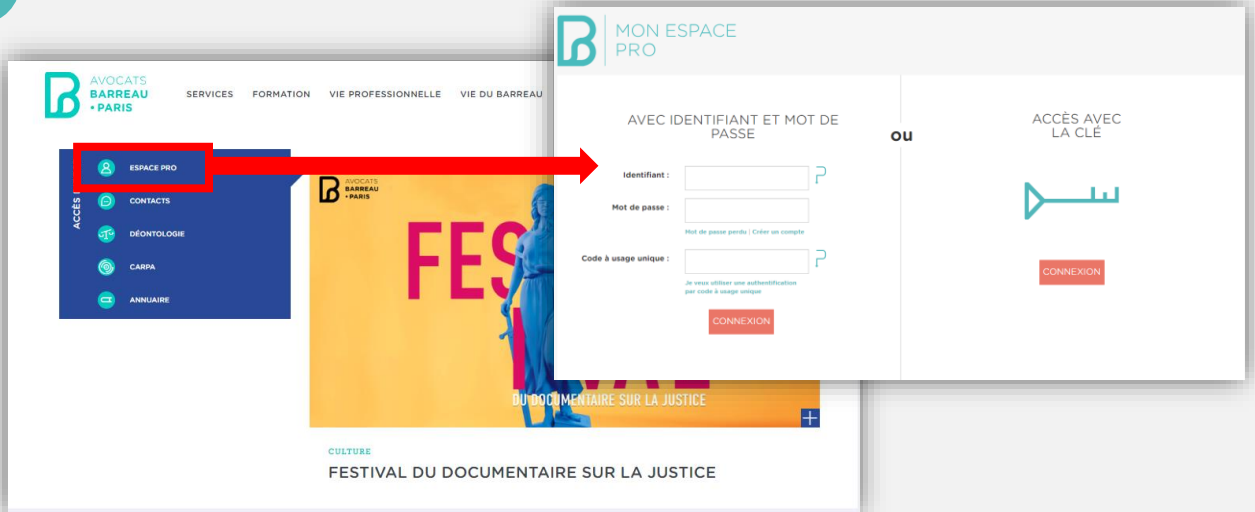 AVOCATS
BARREAU
• PARIS
SERVICES FORMATION VIE PROFESSIONNELLE VIE DU BARREAU
ESPACE PRO
CONTACTS
DÉONTOLOGIE
CARPA
ANNUAIRE
AVOCATS
BARREAU
• PARIS
DU DOCUMENTAIRE SUR LA JUSTICE
CULTURE
FESTIVAL DU DOCUMENTAIRE SUR LA JUSTICE
MON ESPACE
PRO
AVEC IDENTIFIANT ET MOT DE
PASSE
Identifiant :
Mot de passe :
Mot de passe perdu | Créer un compte
Code à usage unique :
Je veux utiliser une authentification
par code à usage unique
CONNEXION
ou
ACCÈS AVEC
LA CLÉ
CONNEXION